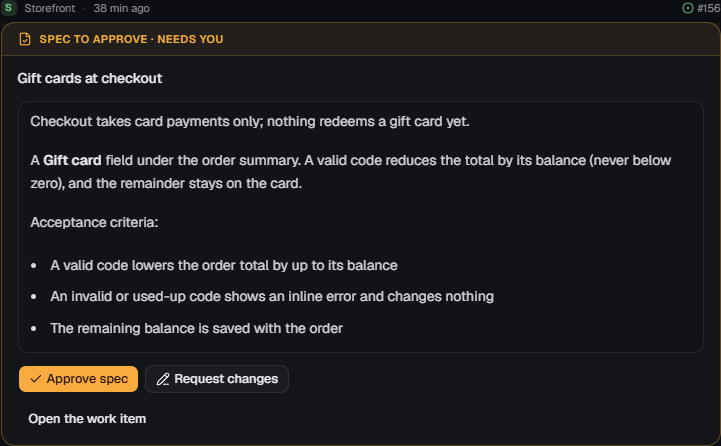 S Storefront · 38 min ago #156
SPEC TO APPROVE · NEEDS YOU
Gift cards at checkout
Checkout takes card payments only; nothing redeems a gift card yet.
A Gift card field under the order summary. A valid code reduces the total by its balance (never below
zero), and the remainder stays on the card.
Acceptance criteria:
• A valid code lowers the order total by up to its balance
• An invalid or used-up code shows an inline error and changes nothing
• The remaining balance is saved with the order
Approve spec Request changes
Open the work item